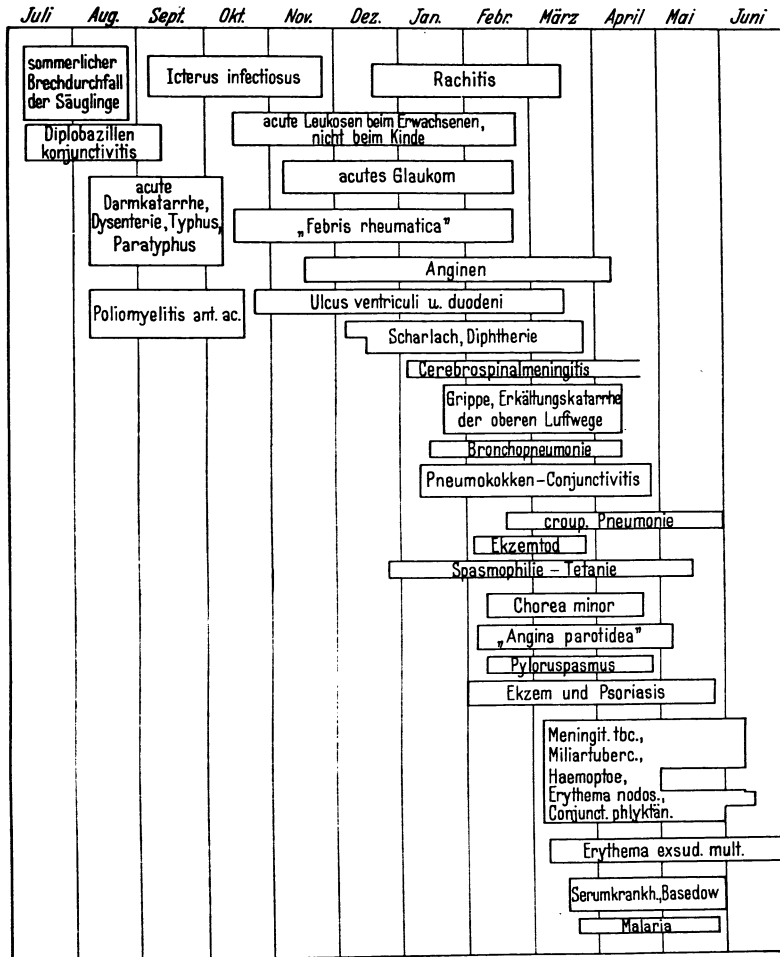 Juli Aug. Sept. Okt. Nov. Dez. Jan. Febr. März April Mai Juni
sommerlicher
Brechdurchfall
der Säuglinge
Icterus infectiosus
Rachitis
acute Leukosen beim Erwachsenen,
nicht beim Kinde
Diplobazillen
konjunctivitis
acutes Glaukom
acute
Darmkatarrhe,
Dysenterie, Typhus,
Paratyphus
„Febris rheumatica”
Anginen
Poliomyelitis ant. ac.
Ulcus ventriculi u. duodeni
Scharlach, Diphtherie
Cerebrospinalmeningitis
Grippe, Erkältungskatarrhe
der oberen Luffwege
Bronchopneumonie
Pneumokokken-Conjunctivitis
croup. Pneumonie
Ekzemtod
Spasmophilie - Tetanie
Chorea minor
„Angina parotidea”
Pyloruspasmus
Ekzem und Psoriasis
Meningit. tbc.,
Miliartuberc.,
Haemoptoe,
Erythema nodos.,
Conjunct. phlyktän.
Erythema exsud. mult.
Serumkrankh., Basedow
Malaria